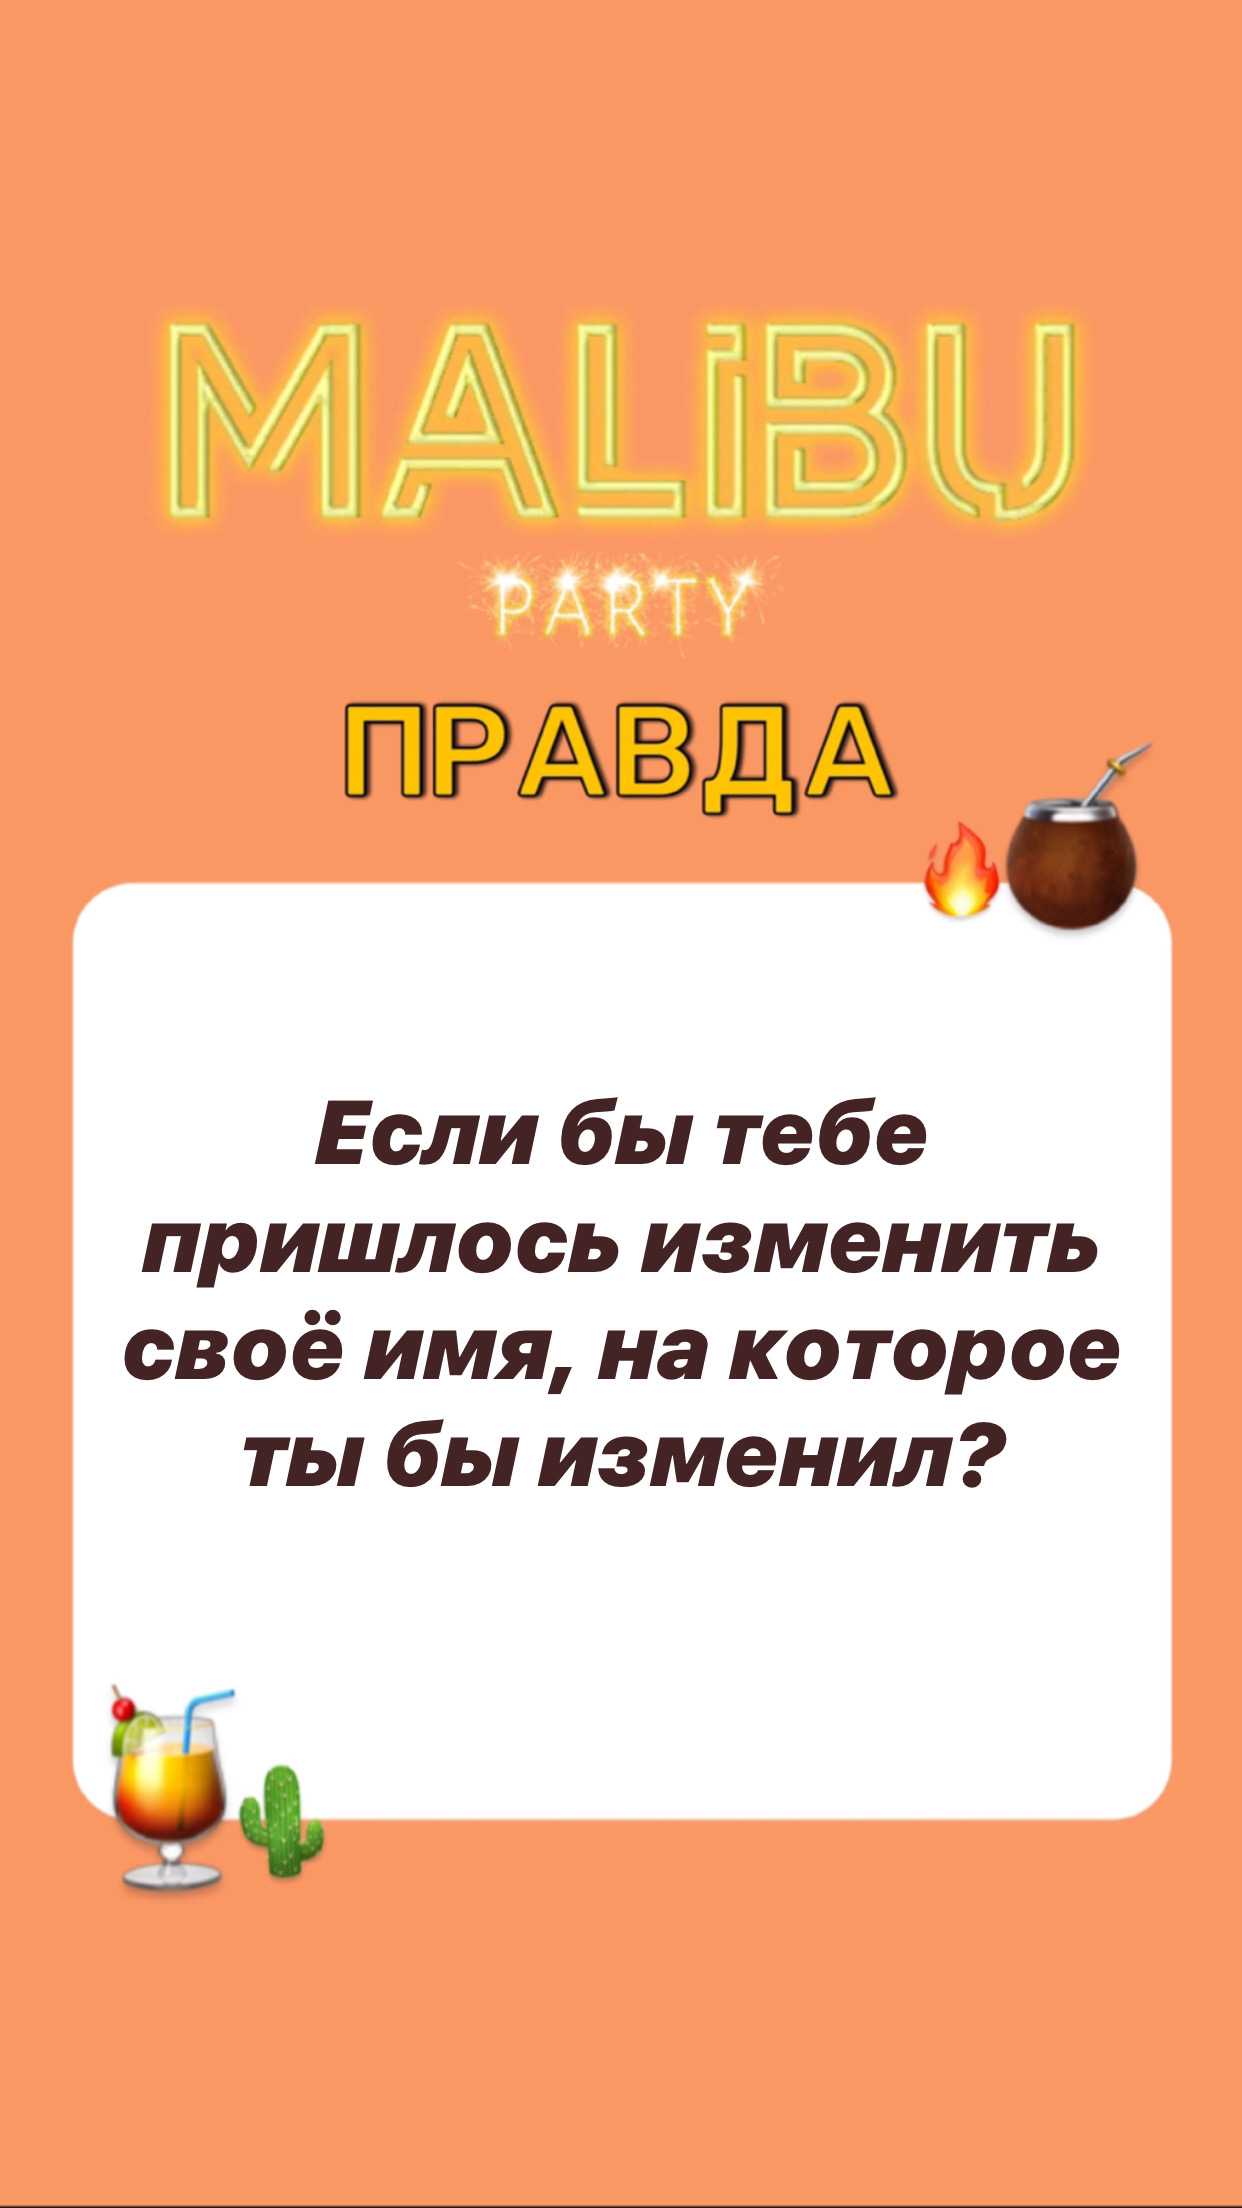 MALiBU
PARTY
ПРАВДА
Если бы тебе
пришлось изменить
своё имя, на которое
ты бы изменил?